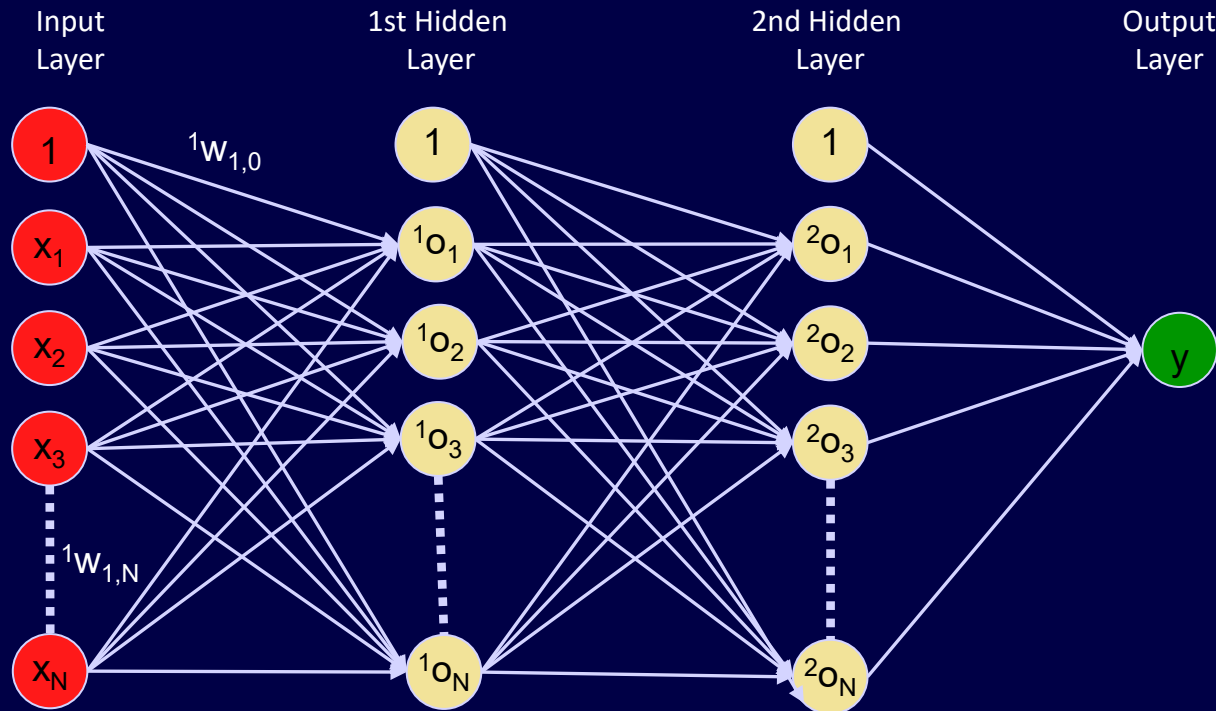 Input
Layer
1st Hidden
Layer
2nd Hidden
Layer
Output
Layer
1
¹w₁,₀
1
1
x₁
¹o₁
²o₁
x₂
¹o₂
²o₂
y
x₃
¹o₃
²o₃
¹w₁,N
xN
¹oN
²oN